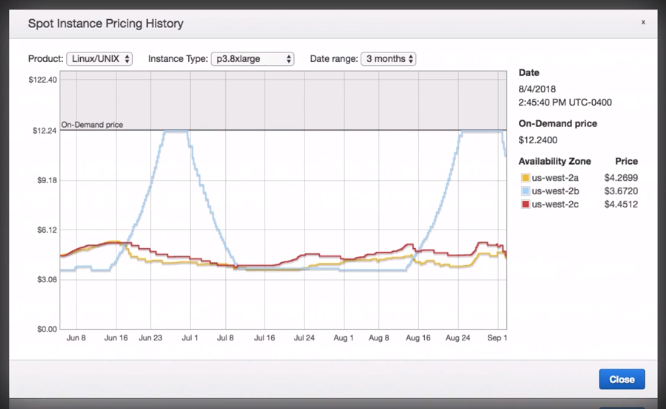 Spot Instance Pricing History
x
Product: Linux/UNIX Instance Type: p3.8xlarge Date range: 3 months
$122.40
On-Demand price
$12.24
$9.18
$6.12
$3.06
$0.00
Jun 8 Jun 16 Jun 23 Jul 1 Jul 8 Jul 16 Jul 24 Aug 1 Aug 8 Aug 16 Aug 24 Sep 1
Date
8/4/2018
2:45:40 PM UTC-0400
On-Demand price
$12.2400
Availability Zone Price
us-west-2a $4.2699
us-west-2b $3.6720
us-west-2c $4.4512
Close